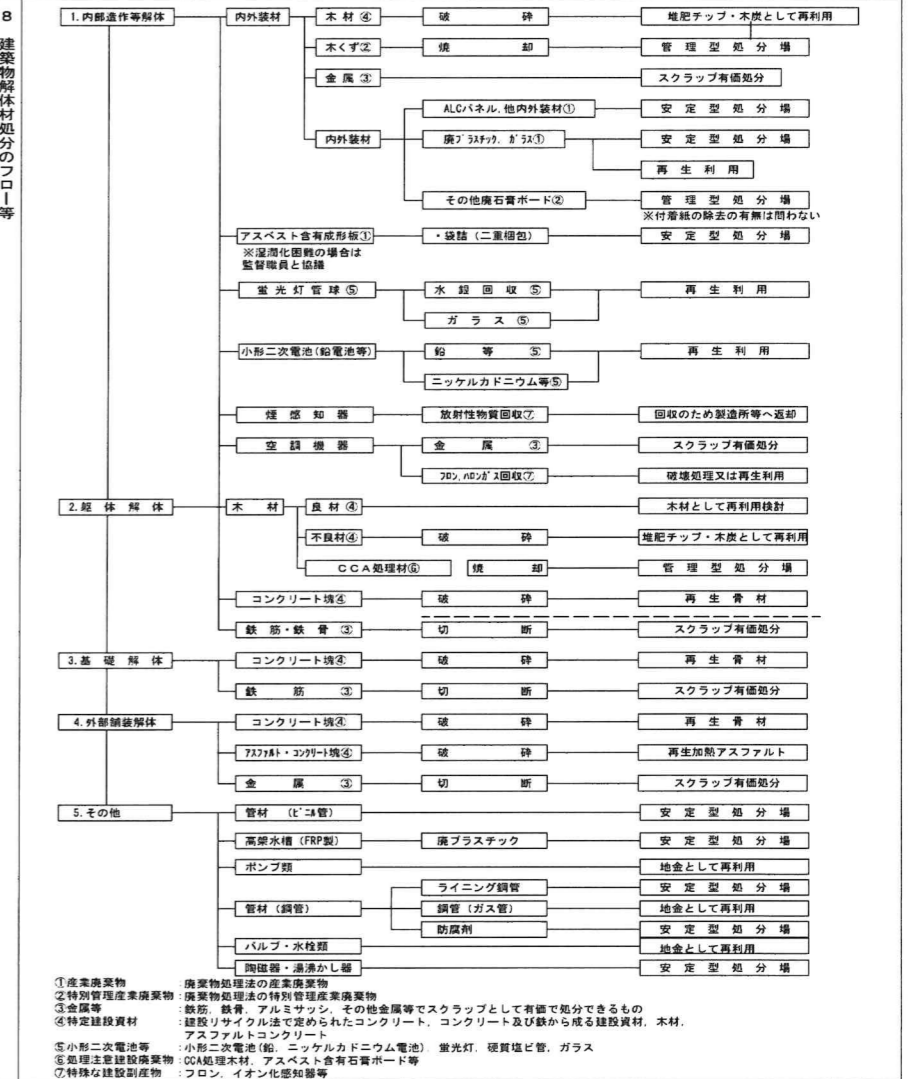 8 建築物解体材処分のフロー等
1.内部造作等解体 内外装材 木材④ 破砕 堆肥チップ・木炭として再利用
木くず② 焼却 管理型処分場
金属③ スクラップ有価処分
内外装材 ALCパネル,他内外装材① 安定型処分場
廃プラスチック,ガラス① 安定型処分場
再生利用
その他廃石膏ボード② 管理型処分場
※付着紙の除去の有無は問わない
アスベスト含有成形板① ・袋詰(二重梱包) 安定型処分場
※湿潤化困難の場合は
監督職員と協議
蛍光灯管球⑤ 水銀回収⑤ 再生利用
ガラス⑤
小形二次電池(鉛電池等) 鉛等⑤ 再生利用
ニッケルカドニウム等⑤
煙感知器 放射性物質回収⑦ 回収のため製造所等へ返却
空調機器 金属③ スクラップ有価処分
フロン,ハロンガス回収⑦ 破壊処理又は再生利用
2.躯体解体 木材 良材④ 木材として再利用検討
不良材④ 破砕 堆肥チップ・木炭として再利用
CCA処理材⑥ 焼却 管理型処分場
コンクリート塊④ 破砕 再生骨材
鉄筋・鉄骨③ 切断 スクラップ有価処分
3.基礎解体 コンクリート塊④ 破砕 再生骨材
鉄筋③ 切断 スクラップ有価処分
4.外部舗装解体 コンクリート塊④ 破砕 再生骨材
アスファルト・コンクリート塊④ 破砕 再生加熱アスファルト
金属③ 切断 スクラップ有価処分
5.その他 管材(ビニル管) 安定型処分場
高架水槽(FRP製) 廃プラスチック 安定型処分場
ポンプ類 地金として再利用
管材(鋼管) ライニング鋼管 安定型処分場
鋼管(ガス管) 地金として再利用
防腐剤 安定型処分場
バルブ・水栓類 地金として再利用
陶磁器・湯沸かし器 安定型処分場
①産業廃棄物 :廃棄物処理法の産業廃棄物
②特別管理産業廃棄物:廃棄物処理法の特別管理産業廃棄物
③金属等 :鉄筋,鉄骨,アルミサッシ,その他金属等でスクラップとして有価で処分できるもの
④特定建設資材 :建設リサイクル法で定められたコンクリート,コンクリート及び鉄から成る建設資材,木材,
アスファルトコンクリート
⑤小形二次電池等 :小形二次電池(鉛,ニッケルカドニウム電池),蛍光灯,硬質塩ビ管,ガラス
⑥処理注意建設廃棄物:CCA処理木材,アスベスト含有石膏ボード等
⑦特殊な建設副産物 :フロン,イオン化感知器等